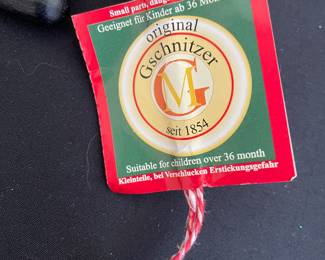 Small parts, dang
Geeignet für Kinder ab 36 Mo
original
Gschnitzer
GM
seit 1854
Suitable for children over 36 month
Kleinteile, bei Verschlucken Erstickungsgefahr